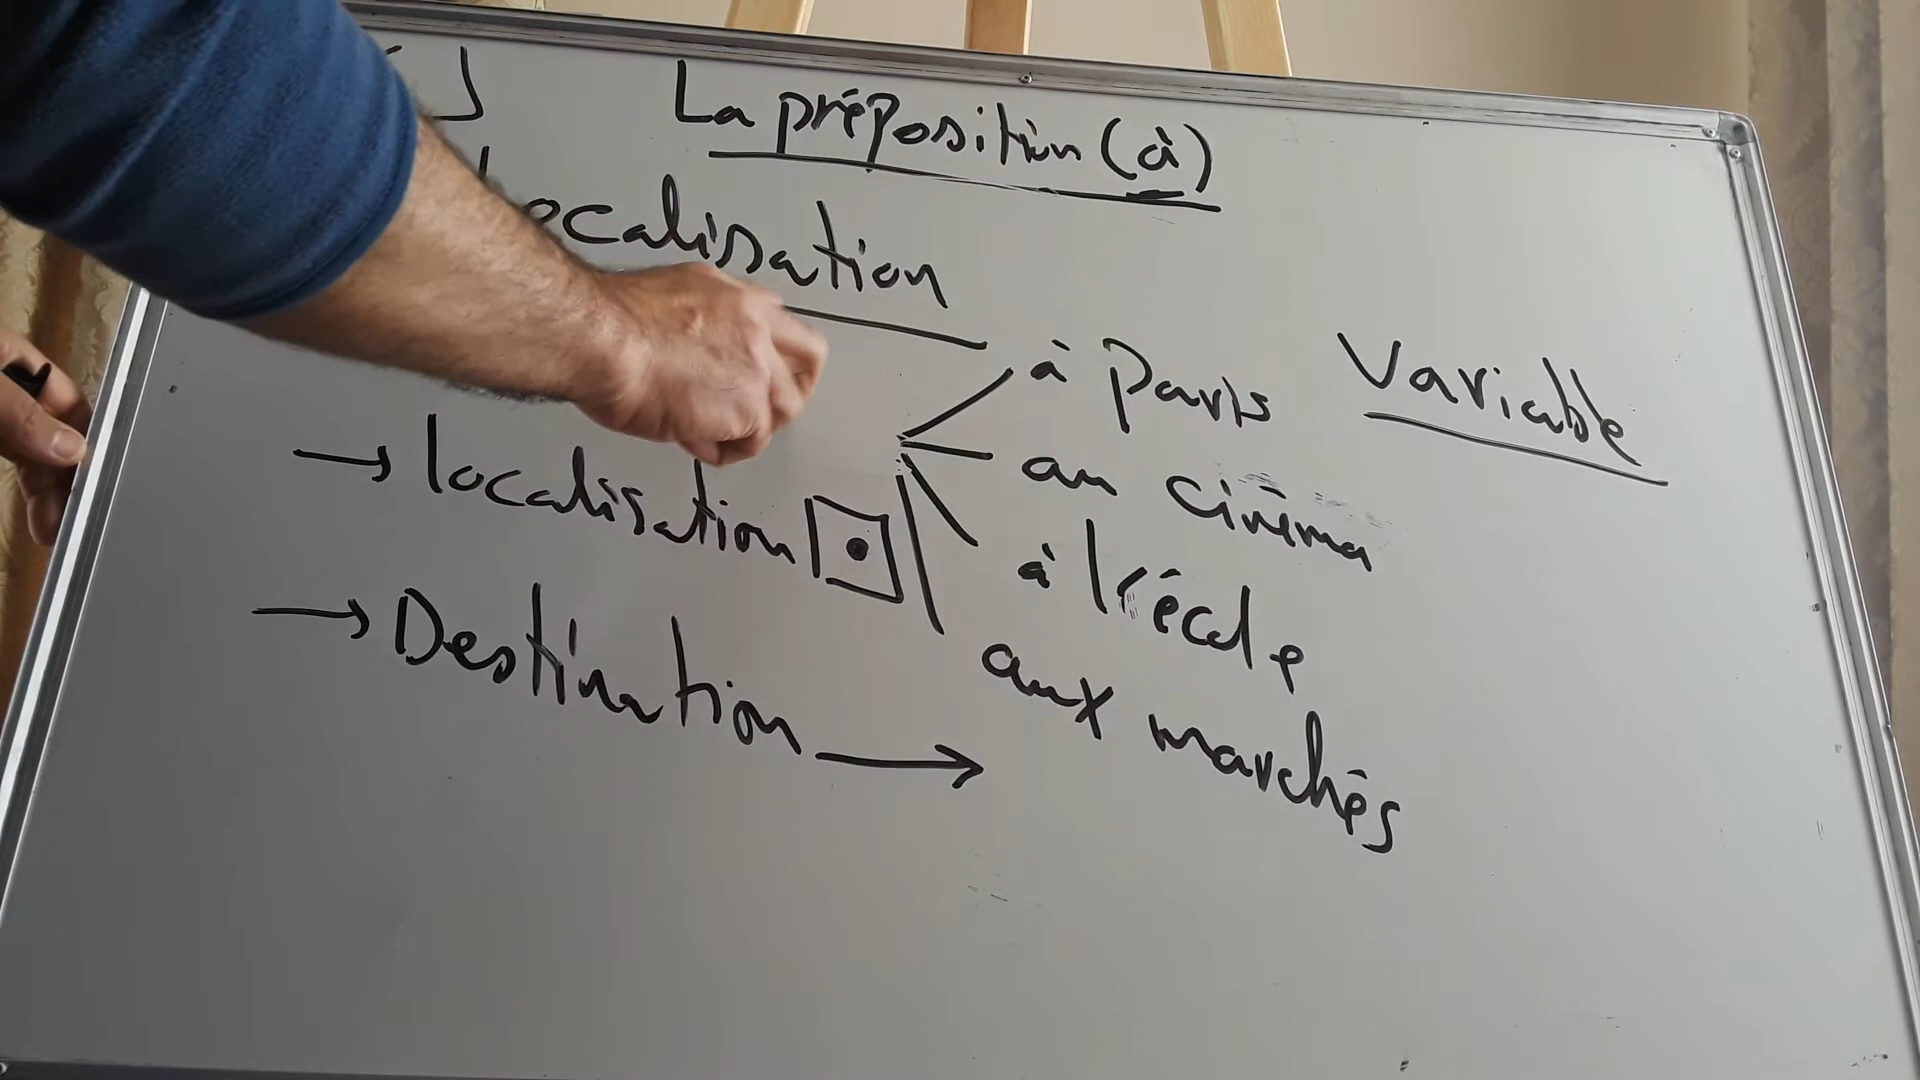 La préposition (à)
localisation
à Paris
Variable
au cinéma
→ localisation
à l'école
→ Destination →
aux marchés